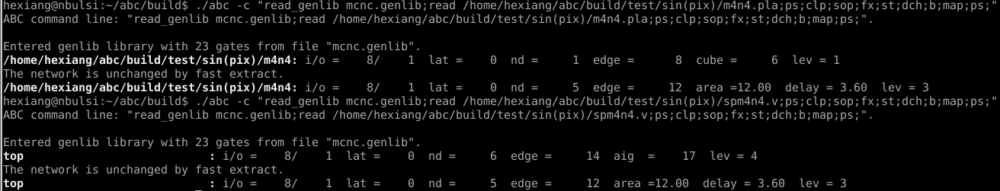 hexiang@nbulsi:~/abc/build$ ./abc -c "read_genlib mcnc.genlib;read /home/hexiang/abc/build/test/sin(pix)/m4n4.pla;ps;clp;sop;fx;st;dch;b;map;ps;"
ABC command line: "read_genlib mcnc.genlib;read /home/hexiang/abc/build/test/sin(pix)/m4n4.pla;ps;clp;sop;fx;st;dch;b;map;ps;".
Entered genlib library with 23 gates from file "mcnc.genlib".
/home/hexiang/abc/build/test/sin(pix)/m4n4: i/o = 8/ 1 lat = 0 nd = 1 edge = 8 cube = 6 lev = 1
The network is unchanged by fast extract.
/home/hexiang/abc/build/test/sin(pix)/m4n4: i/o = 8/ 1 lat = 0 nd = 5 edge = 12 area =12.00 delay = 3.60 lev = 3
hexiang@nbulsi:~/abc/build$ ./abc -c "read_genlib mcnc.genlib;read /home/hexiang/abc/build/test/sin(pix)/spm4n4.v;ps;clp;sop;fx;st;dch;b;map;ps;"
ABC command line: "read_genlib mcnc.genlib;read /home/hexiang/abc/build/test/sin(pix)/spm4n4.v;ps;clp;sop;fx;st;dch;b;map;ps;".
Entered genlib library with 23 gates from file "mcnc.genlib".
top : i/o = 8/ 1 lat = 0 nd = 6 edge = 14 aig = 17 lev = 4
The network is unchanged by fast extract.
top : i/o = 8/ 1 lat = 0 nd = 5 edge = 12 area =12.00 delay = 3.60 lev = 3